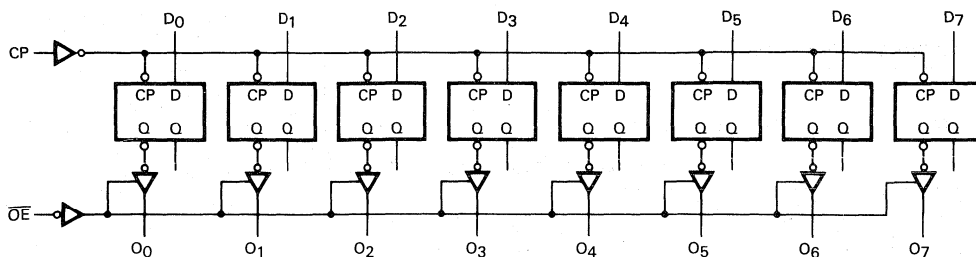 D0 D1 D2 D3 D4 D5 D6 D7
CP
CP D CP D CP D CP D CP D CP D CP D CP D
Q Q Q Q Q Q Q Q Q Q Q Q Q Q Q Q
OE
O0 O1 O2 O3 O4 O5 O6 O7